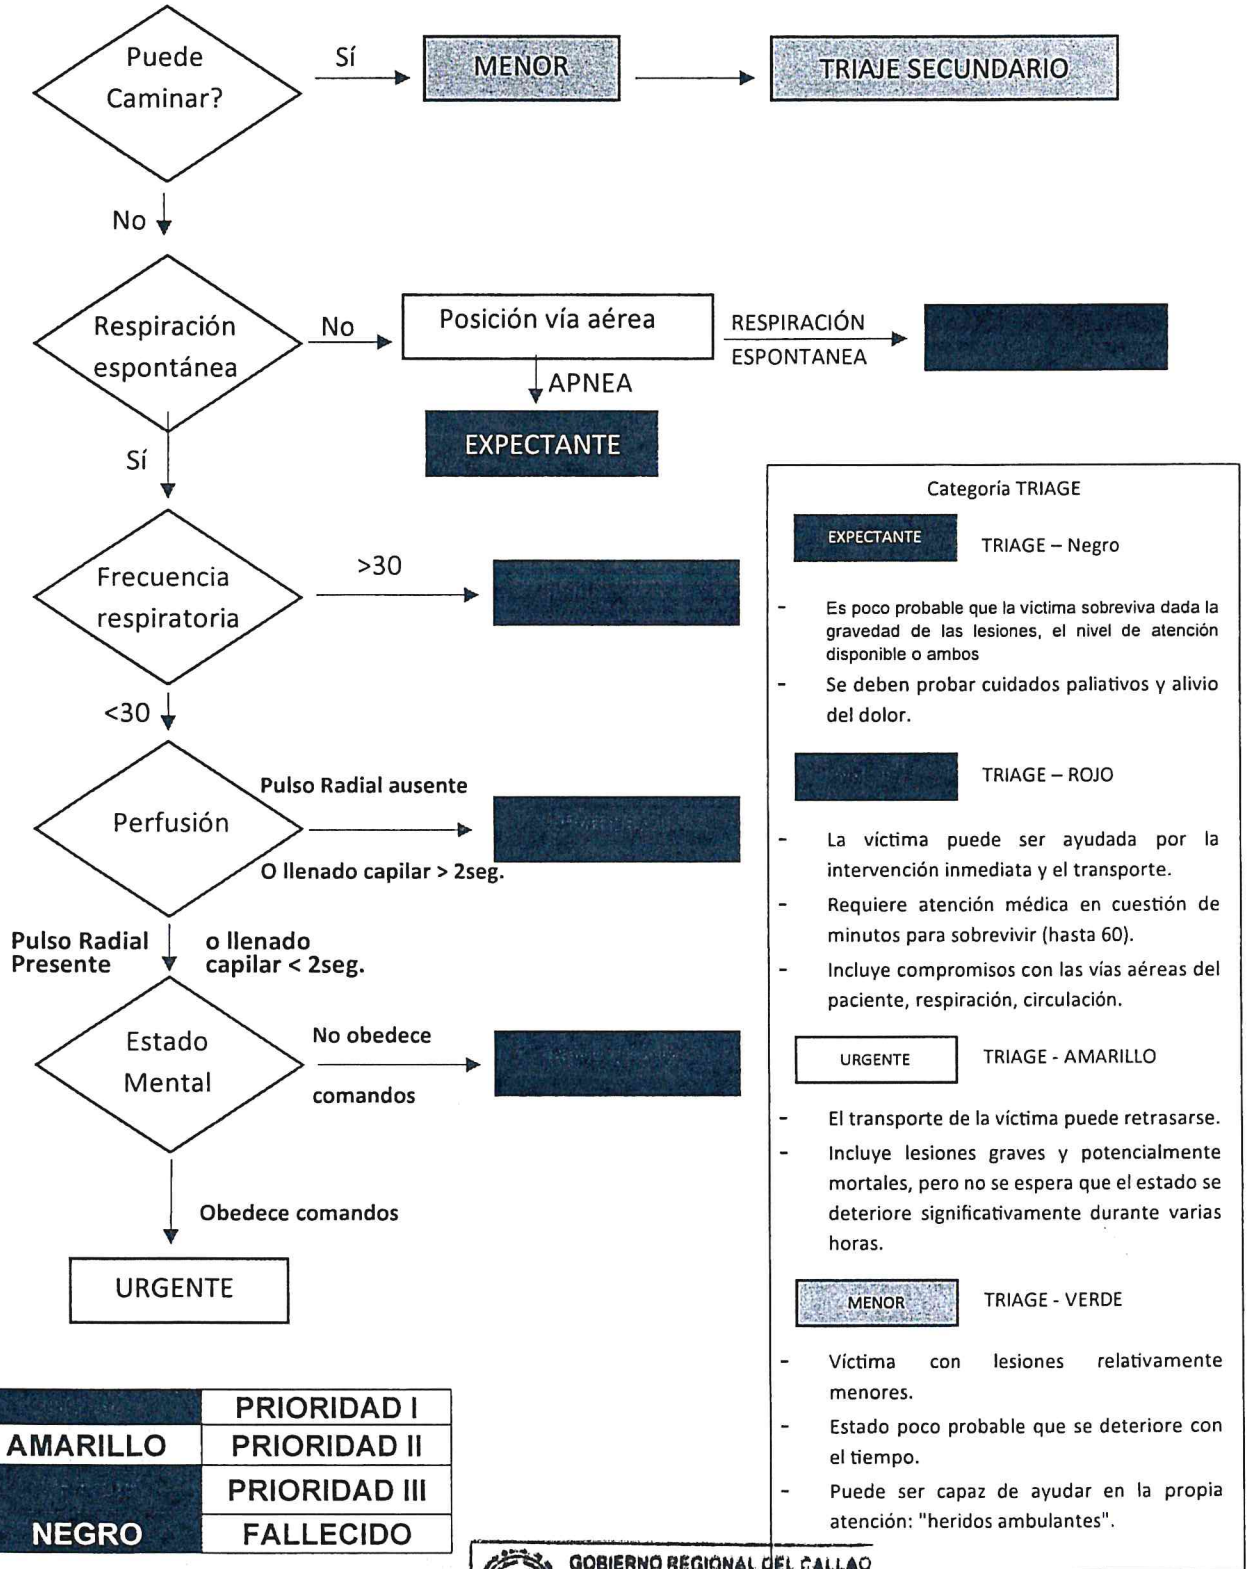 Puede
Caminar?
Sí
MENOR
TRIAJE SECUNDARIO
No
Respiración
espontánea
No
Posición vía aérea
RESPIRACIÓN
ESPONTANEA
APNEA
EXPECTANTE
Sí
Frecuencia
respiratoria
>30
<30
Perfusión
Pulso Radial ausente
O llenado capilar > 2seg.
Pulso Radial
Presente
o llenado
capilar < 2seg.
Estado
Mental
No obedece
comandos
Obedece comandos
URGENTE
Categoría TRIAGE
EXPECTANTE
TRIAGE – Negro
- Es poco probable que la victima sobreviva dada la
gravedad de las lesiones, el nivel de atención
disponible o ambos
- Se deben probar cuidados paliativos y alivio
del dolor.
TRIAGE – ROJO
- La víctima puede ser ayudada por la
intervención inmediata y el transporte.
- Requiere atención médica en cuestión de
minutos para sobrevivir (hasta 60).
- Incluye compromisos con las vías aéreas del
paciente, respiración, circulación.
URGENTE
TRIAGE - AMARILLO
- El transporte de la víctima puede retrasarse.
- Incluye lesiones graves y potencialmente
mortales, pero no se espera que el estado se
deteriore significativamente durante varias
horas.
MENOR
TRIAGE - VERDE
- Víctima con lesiones relativamente
menores.
- Estado poco probable que se deteriore con
el tiempo.
- Puede ser capaz de ayudar en la propia
atención: "heridos ambulantes".
PRIORIDAD I
AMARILLO PRIORIDAD II
PRIORIDAD III
NEGRO FALLECIDO
GOBIERNO REGIONAL DEL CALLAO